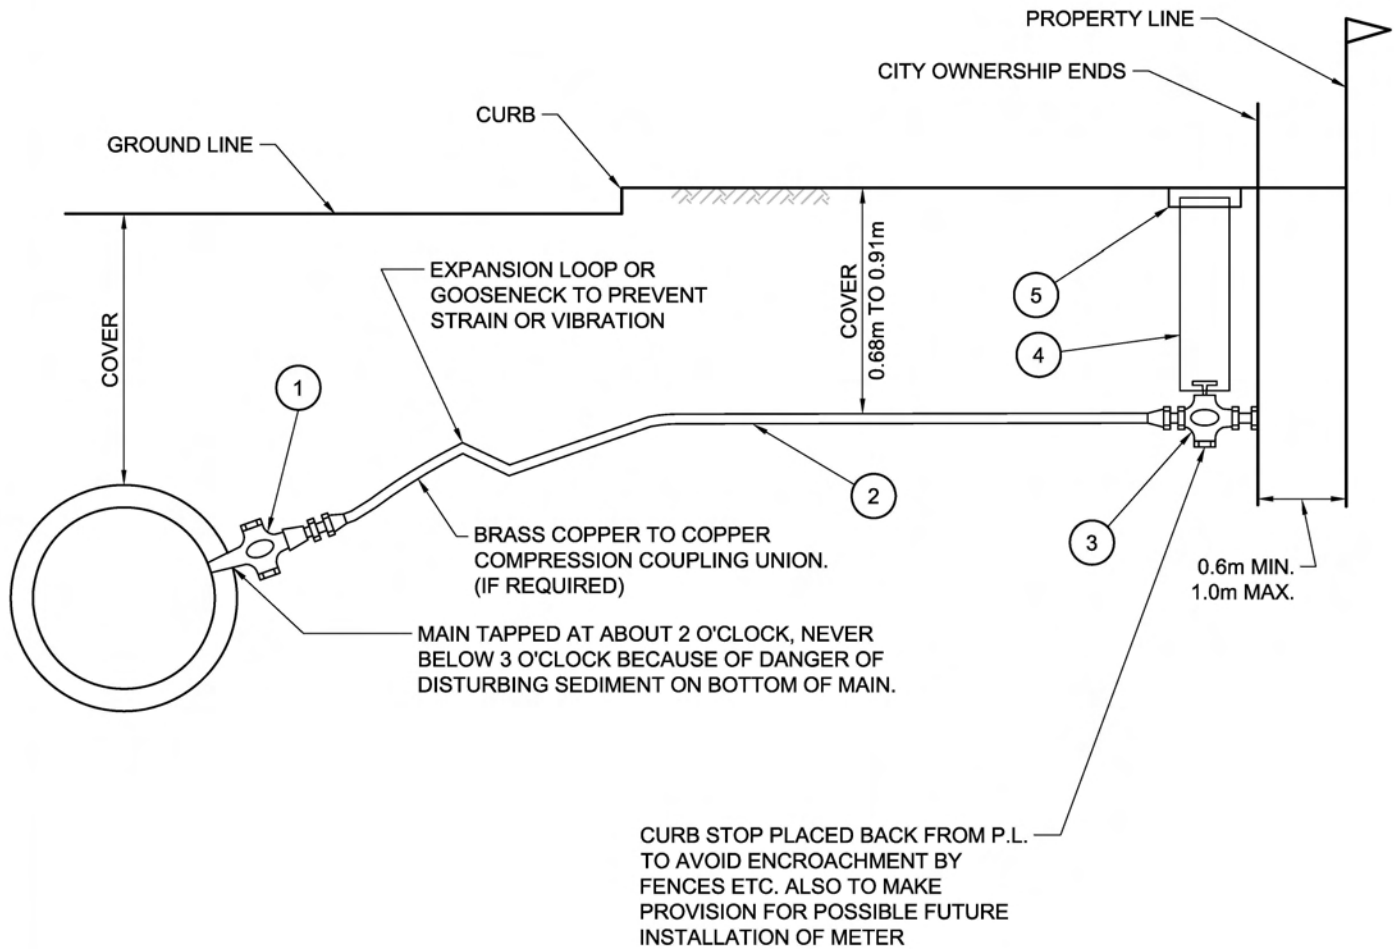 PROPERTY LINE
CITY OWNERSHIP ENDS
CURB
GROUND LINE
EXPANSION LOOP OR
GOOSENECK TO PREVENT
STRAIN OR VIBRATION
COVER
0.68m TO 0.91m
5
4
COVER
1
2
3
BRASS COPPER TO COPPER
COMPRESSION COUPLING UNION.
(IF REQUIRED)
0.6m MIN.
1.0m MAX.
MAIN TAPPED AT ABOUT 2 O'CLOCK, NEVER
BELOW 3 O'CLOCK BECAUSE OF DANGER OF
DISTURBING SEDIMENT ON BOTTOM OF MAIN.
CURB STOP PLACED BACK FROM P.L.
TO AVOID ENCROACHMENT BY
FENCES ETC. ALSO TO MAKE
PROVISION FOR POSSIBLE FUTURE
INSTALLATION OF METER